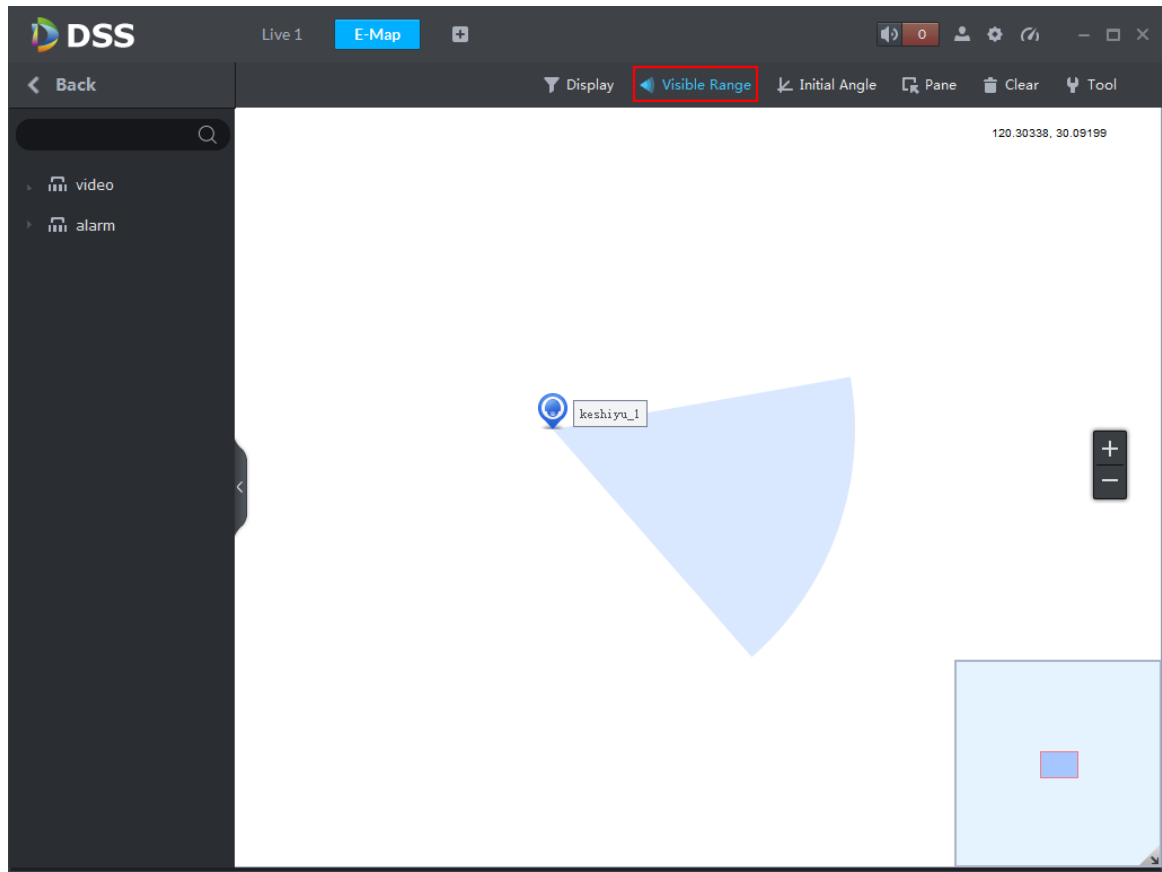 DSS Live 1 E-Map 0
Back Display Visible Range Initial Angle Pane Clear Tool
120.30338, 30.09199
video
alarm
keshiyu_1